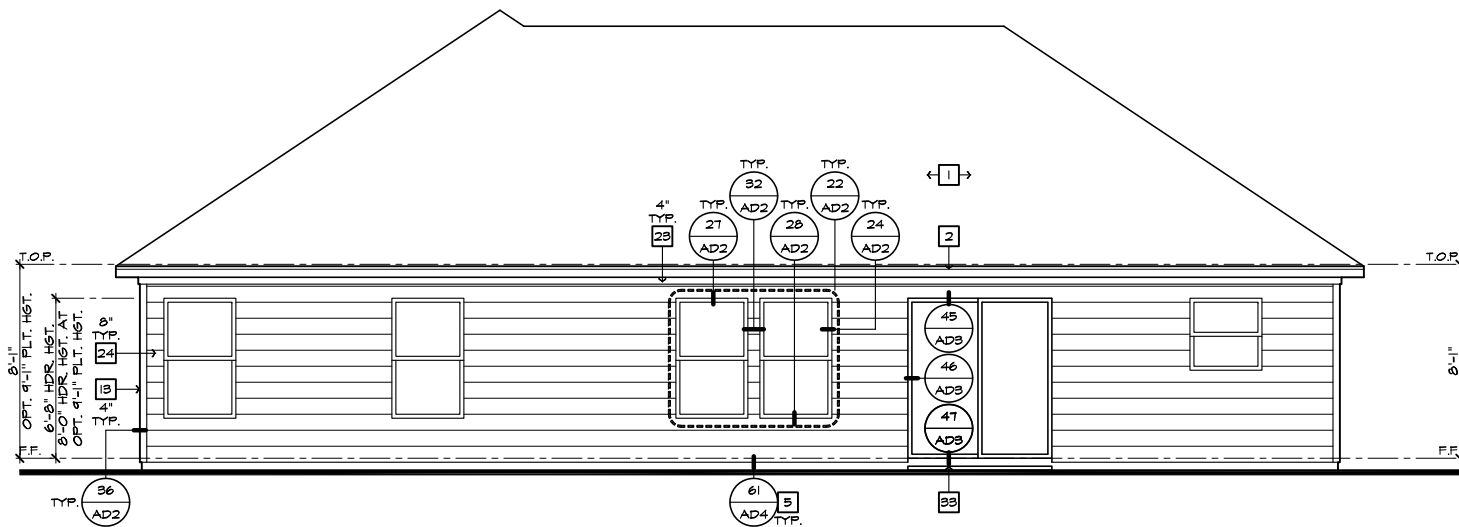 1
TYP.
32
AD2
TYP.
22
AD2
4"
TYP.
23
TYP.
27
AD2
TYP.
28
AD2
TYP.
24
AD2
2
T.O.P.
T.O.P.
8'-1"
OPT. 9'-1" PLT. HGT.
6'-8" HDR. HGT.
8'-0" HDR. HGT. AT
OPT. 9'-1" PLT. HGT.
8"
TYP.
24
13
4"
TYP.
45
AD3
46
AD3
47
AD3
8'-1"
F.F.
F.F.
TYP.
36
AD2
61
AD4
5
TYP.
33